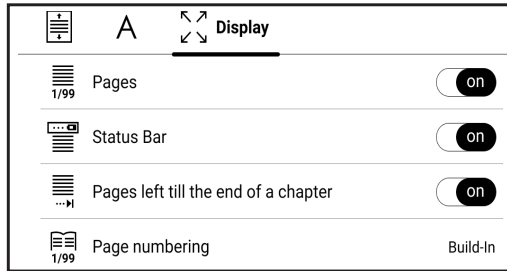 A
Display
1/99
Pages
on
Status Bar
on
Pages left till the end of a chapter
on
1/99
Page numbering
Build-In